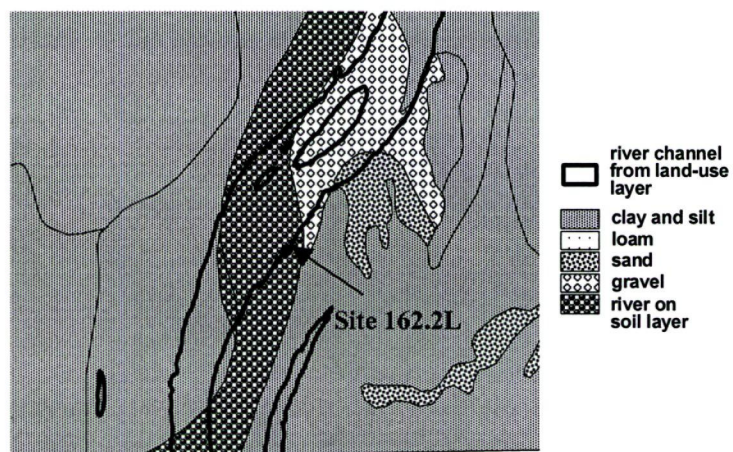 Site 162.2L
river channel
from land-use
layer
clay and silt
loam
sand
gravel
river on
soil layer